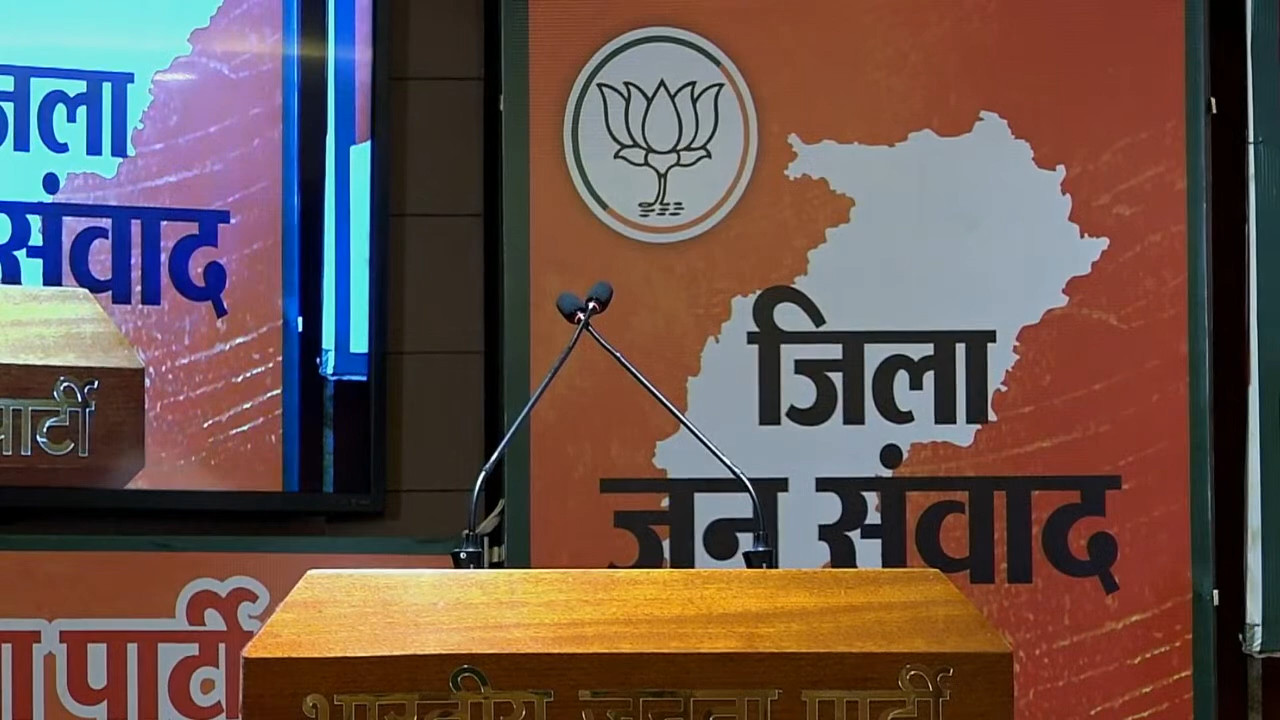 जिला
जन संवाद
जिला
संवाद
पार्टी
पार्टी
भारतीय जनता पार्टी